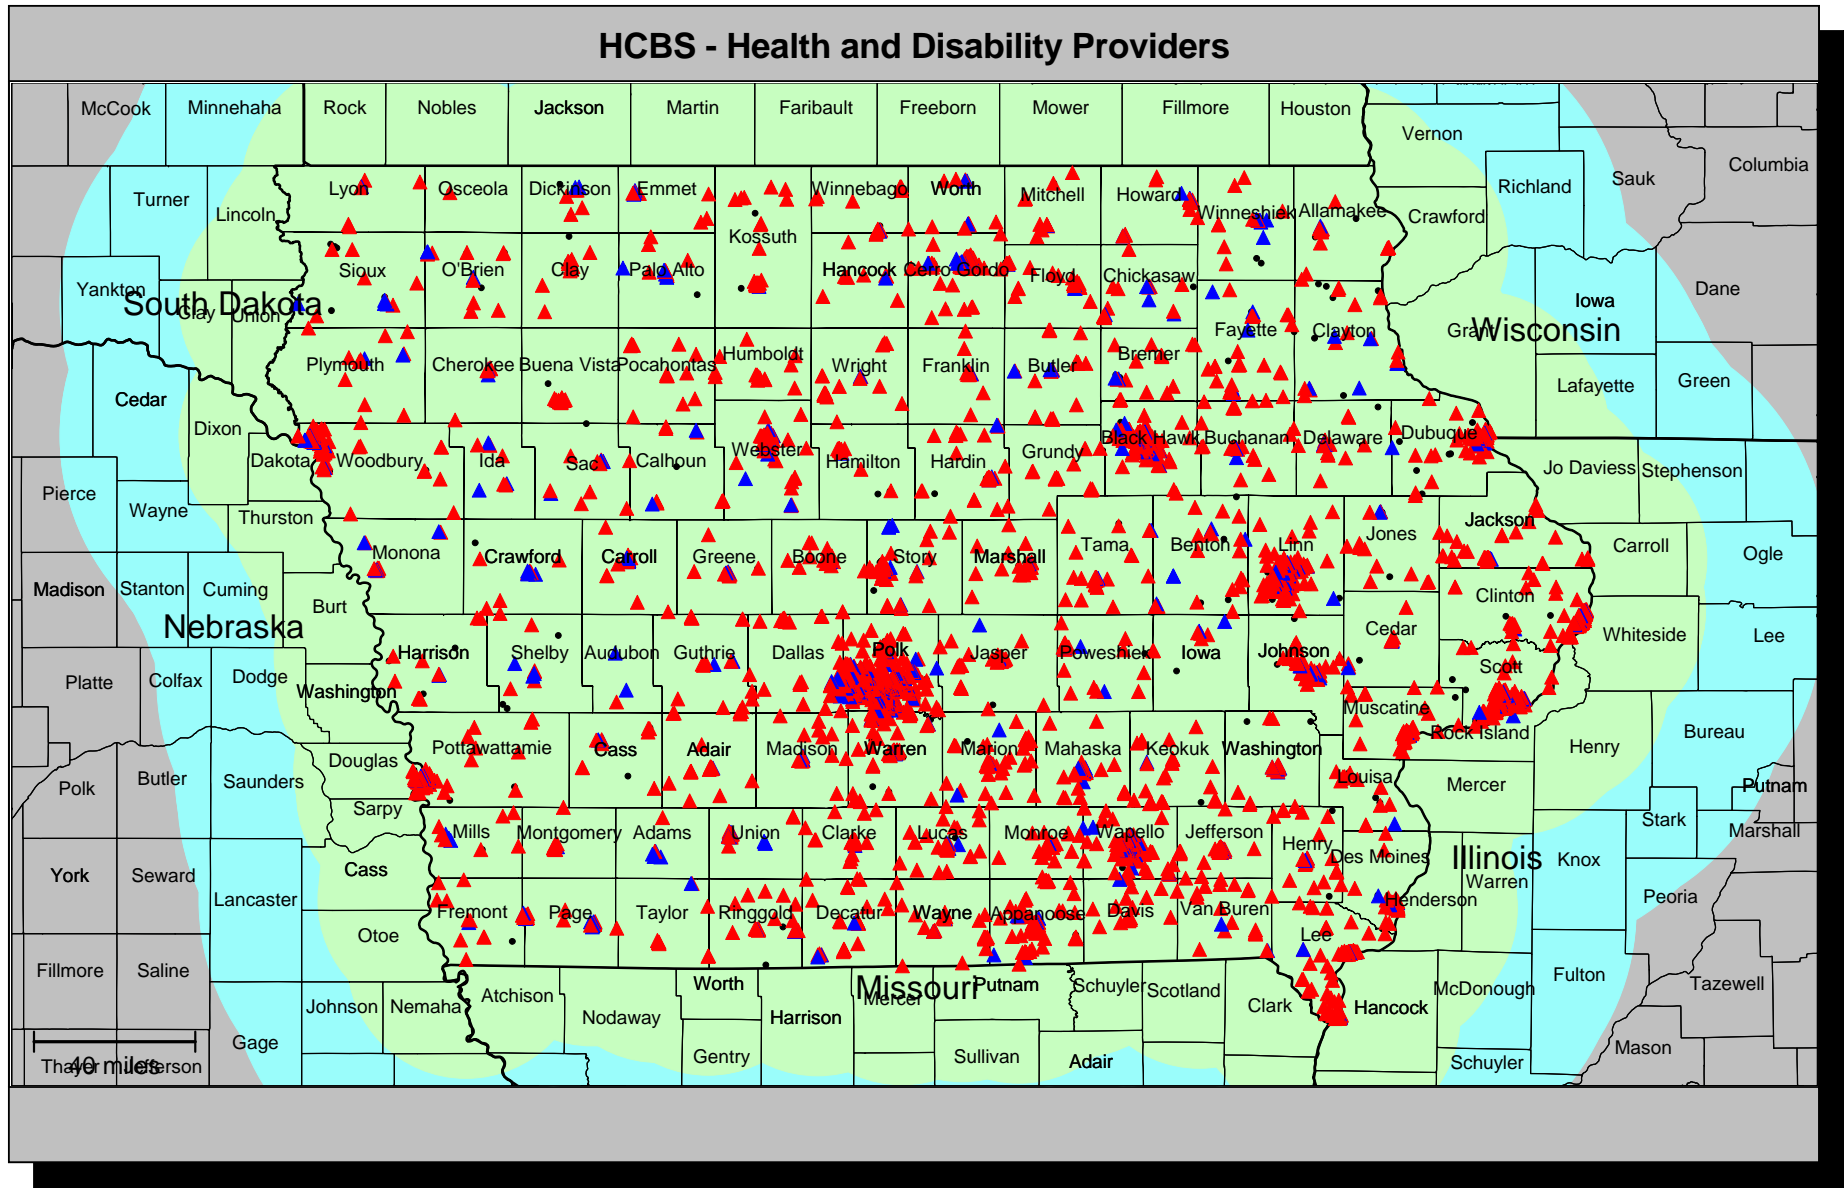 HCBS - Health and Disability Providers
McCook Minnehaha Rock Nobles Jackson Martin Faribault Freeborn Mower Fillmore Houston
Vernon
Columbia
Turner Lincoln Lyon Osceola Dickinson Emmet Winnebago Worth Mitchell Howard Winneshiek Allamakee Crawford Richland Sauk
Kossuth
Yankton Clay Union Sioux O'Brien Clay Palo Alto Hancock Cerro Gordo Floyd Chickasaw Iowa Dane
South Dakota
Wisconsin
Fayette Clayton Grant
Plymouth Cherokee Buena Vista Pocahontas Humboldt Wright Franklin Butler Bremer Lafayette Green
Cedar
Dixon Dakota Woodbury Ida Sac Calhoun Webster Hamilton Hardin Grundy Black Hawk Buchanan Delaware Dubuque Jo Daviess Stephenson
Pierce Wayne Thurston
Monona Crawford Carroll Greene Boone Story Marshall Tama Benton Linn Jones Jackson Carroll Ogle
Madison Stanton Cuming Burt
Clinton
Nebraska
Whiteside Lee
Harrison Shelby Audubon Guthrie Dallas Polk Jasper Poweshiek Iowa Johnson Cedar Scott
Platte Colfax Dodge Washington
Muscatine Rock Island
Pottawattamie Cass Adair Madison Warren Marion Mahaska Keokuk Washington Henry Bureau
Douglas
Polk Butler Saunders Sarpy
Louisa Mercer Putnam
Mills Montgomery Adams Union Clarke Lucas Monroe Wapello Jefferson Henry Des Moines
Stark Marshall
Illinois
Knox
York Seward Cass
Lancaster
Warren Henderson Peoria
Fremont Page Taylor Ringgold Decatur Wayne Appanoose Davis Van Buren Lee
Otoe
Fillmore Saline
Missouri
Johnson Nemaha Atchison Nodaway Worth Harrison Mercer Putnam Schuyler Scotland Clark Hancock McDonough Fulton Tazewell
Gage
Gentry Sullivan Adair Schuyler Mason
Thayer Jefferson
40 miles